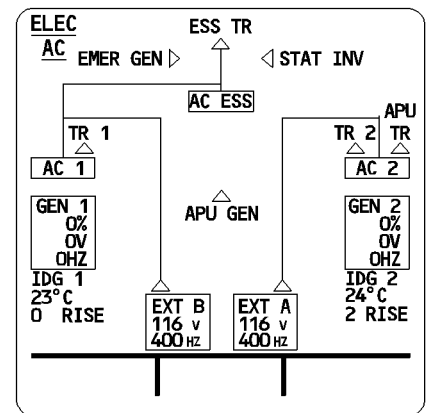 ELEC
AC
ESS TR
EMER GEN
STAT INV
AC ESS
APU
TR 1
TR 2
TR
AC 1
AC 2
APU GEN
GEN 1
0%
0V
0HZ
GEN 2
0%
0V
0HZ
IDG 1
23°C
0 RISE
IDG 2
24°C
2 RISE
EXT B
116 V
400 HZ
EXT A
116 V
400 HZ